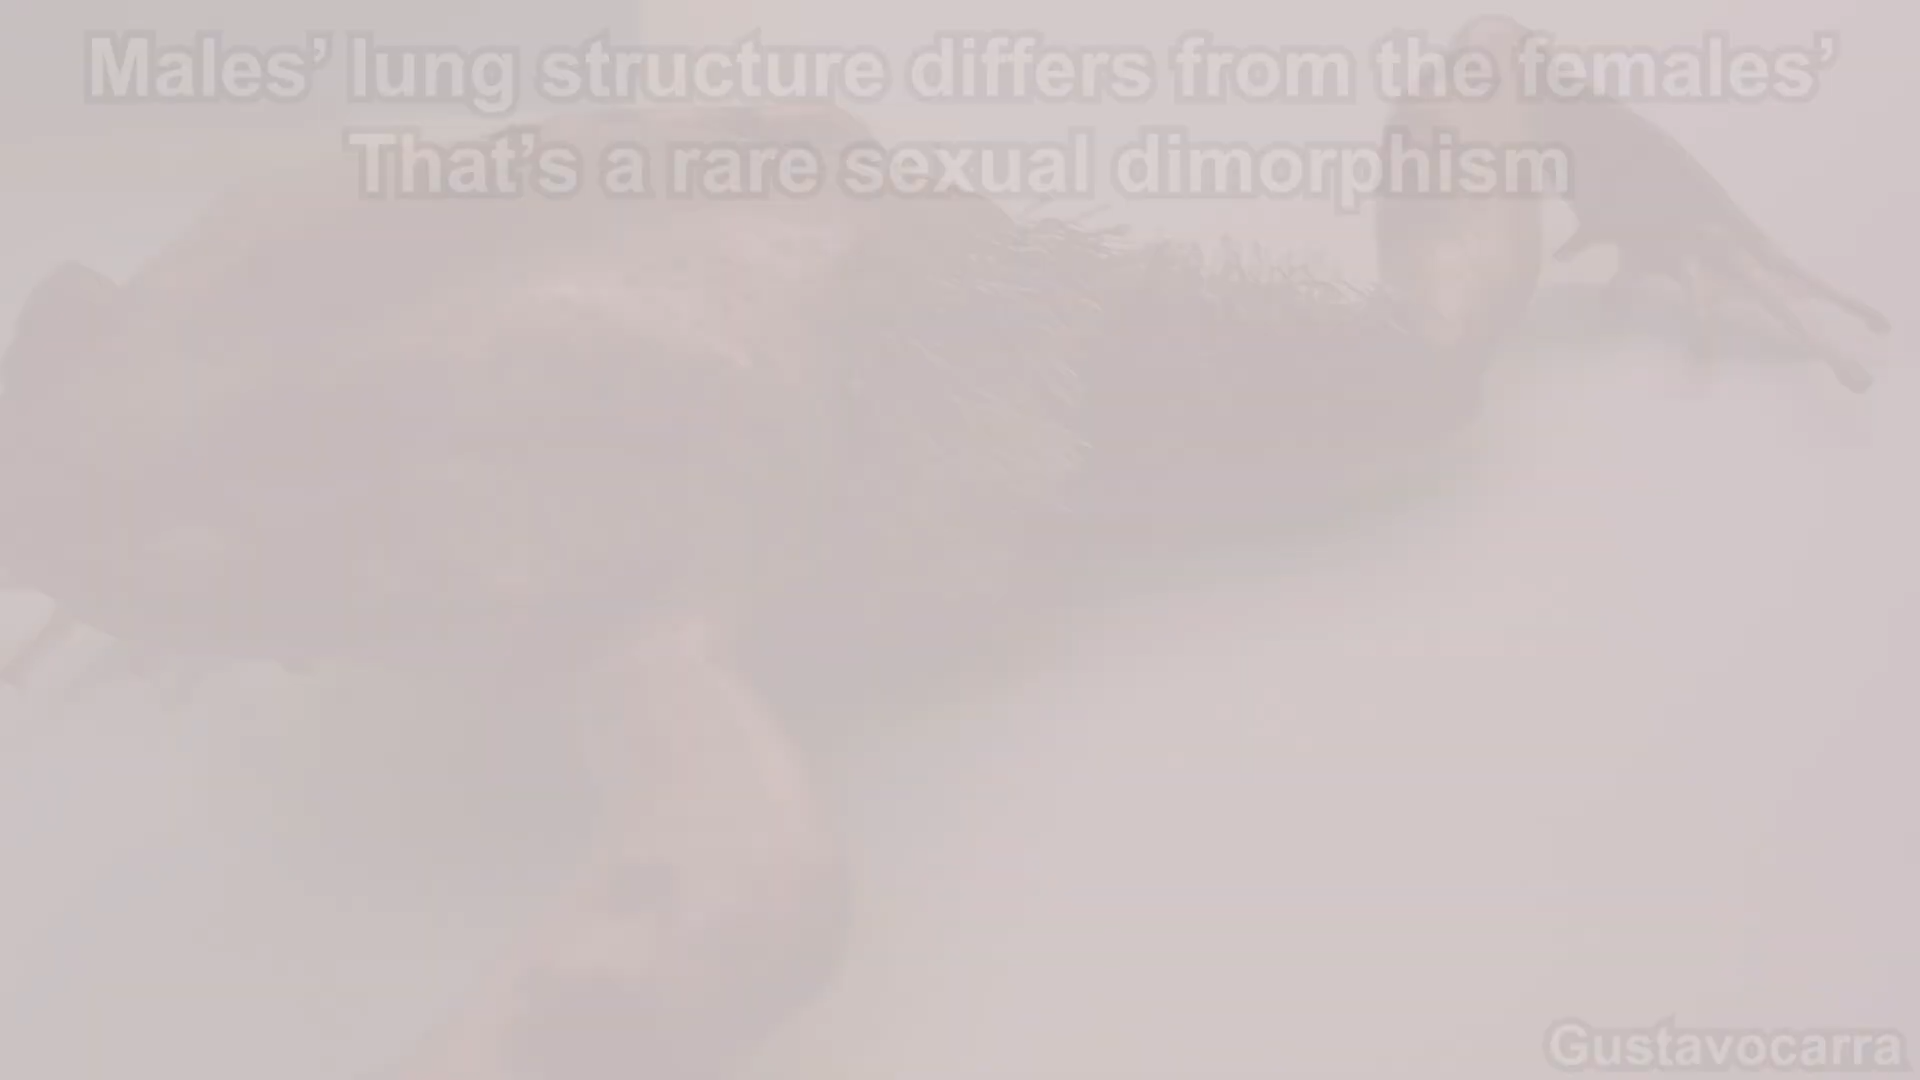 Males’ lung structure differs from the females’
That’s a rare sexual dimorphism
Gustavocarra